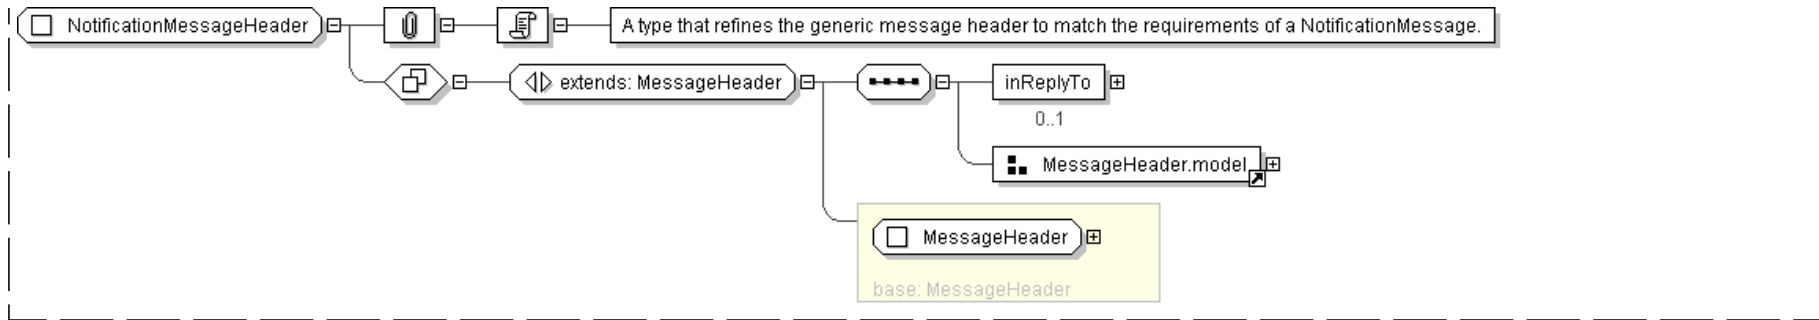 NotificationMessageHeader
A type that refines the generic message header to match the requirements of a NotificationMessage.
extends: MessageHeader
inReplyTo
0..1
MessageHeader.model
MessageHeader
base: MessageHeader